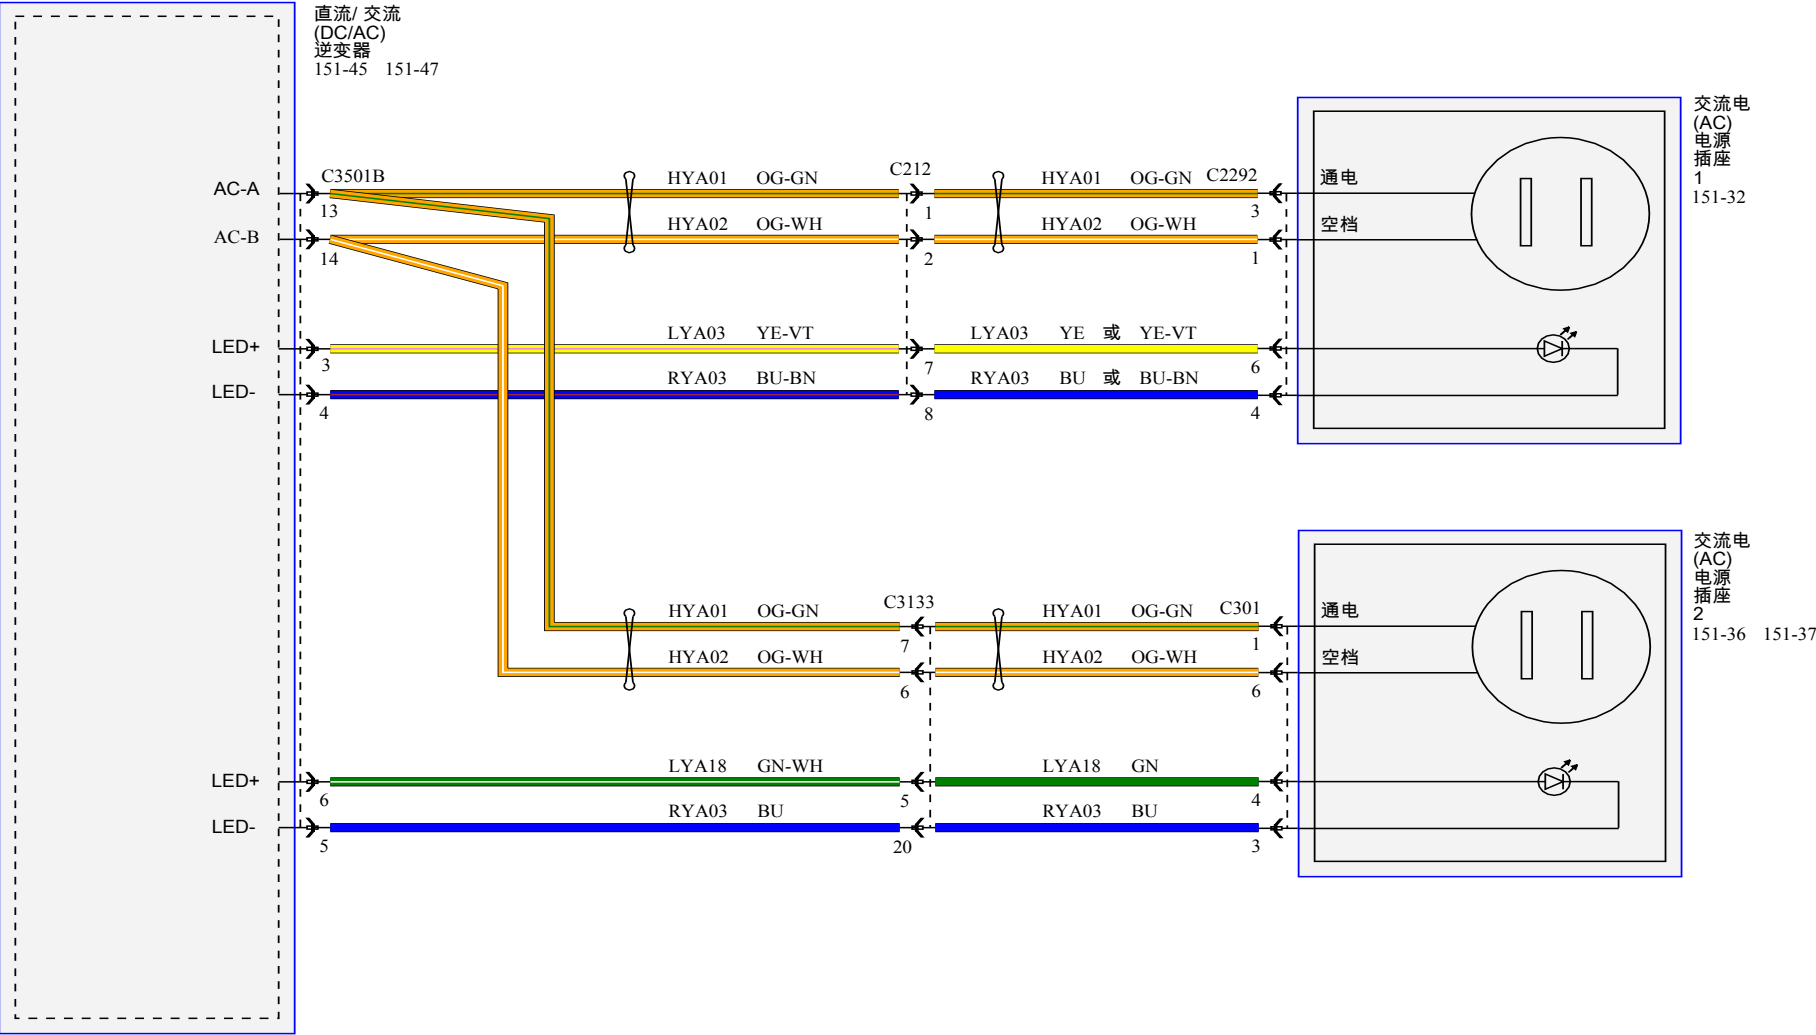 直流/ 交流
(DC/AC)
逆变器
151-45 151-47
交流电
(AC)
电源
插座
1
151-32
AC-A
C3501B
HYA01 OG-GN
C212
HYA01 OG-GN
C2292
通电
13
1
3
AC-B
HYA02 OG-WH
HYA02 OG-WH
空档
14
2
1
LED+
LYA03 YE-VT
LYA03 YE 或 YE-VT
3
7
6
LED-
RYA03 BU-BN
RYA03 BU 或 BU-BN
4
8
4
交流电
(AC)
电源
插座
2
151-36 151-37
HYA01 OG-GN
C3133
HYA01 OG-GN
C301
通电
7
1
HYA02 OG-WH
HYA02 OG-WH
空档
6
6
LED+
LYA18 GN-WH
LYA18 GN
6
5
4
LED-
RYA03 BU
RYA03 BU
5
20
3